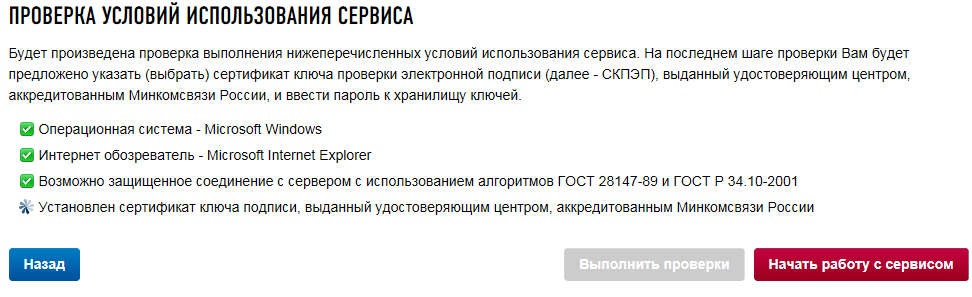 ПРОВЕРКА УСЛОВИЙ ИСПОЛЬЗОВАНИЯ СЕРВИСА
Будет произведена проверка выполнения нижеперечисленных условий использования сервиса. На последнем шаге проверки Вам будет
предложено указать (выбрать) сертификат ключа проверки электронной подписи (далее - СКПЭП), выданный удостоверяющим центром,
аккредитованным Минкомсвязи России, и ввести пароль к хранилищу ключей.
Операционная система - Microsoft Windows
Интернет обозреватель - Microsoft Internet Explorer
Возможно защищенное соединение с сервером с использованием алгоритмов ГОСТ 28147-89 и ГОСТ Р 34.10-2001
Установлен сертификат ключа подписи, выданный удостоверяющим центром, аккредитованным Минкомсвязи России
Назад
Выполнить проверки
Начать работу с сервисом